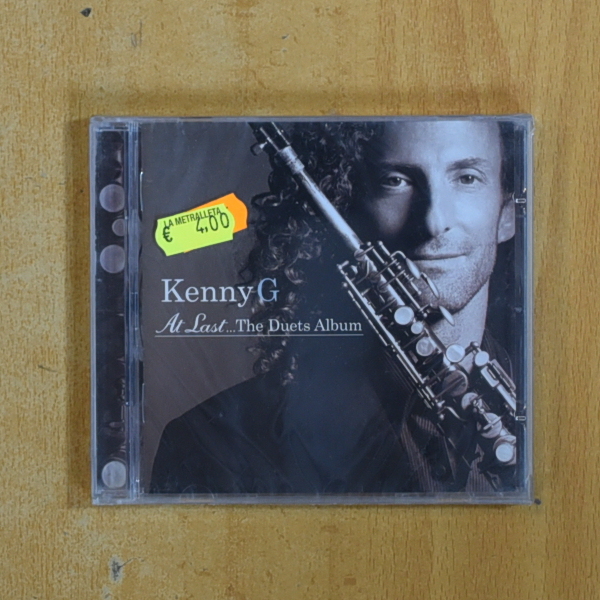 LA METRALLETA
€ 4,00
Kenny G
At Last...The Duets Album